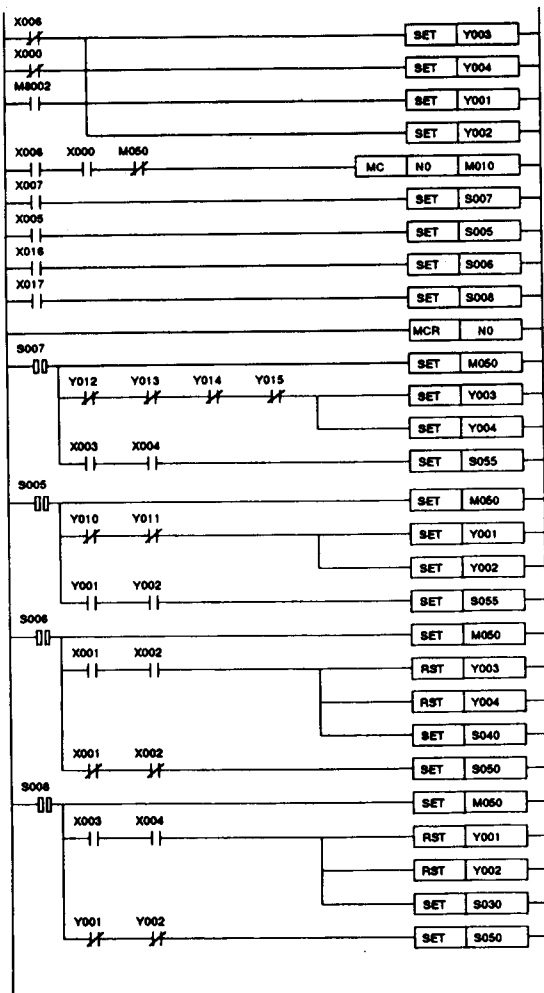 X006
SET Y003
X000
SET Y004
M8002
SET Y001
SET Y002
X006 X000 M050
MC N0 M010
X007
SET S007
X005
SET S005
X016
SET S006
X017
SET S008
MCR N0
S007
SET M050
Y012 Y013 Y014 Y015
SET Y003
SET Y004
X003 X004
SET S055
S005
SET M050
Y010 Y011
SET Y001
SET Y002
Y001 Y002
SET S055
S006
SET M050
X001 X002
RST Y003
RST Y004
SET S040
X001 X002
SET S050
S008
SET M050
X003 X004
RST Y001
RST Y002
SET S030
Y001 Y002
SET S050